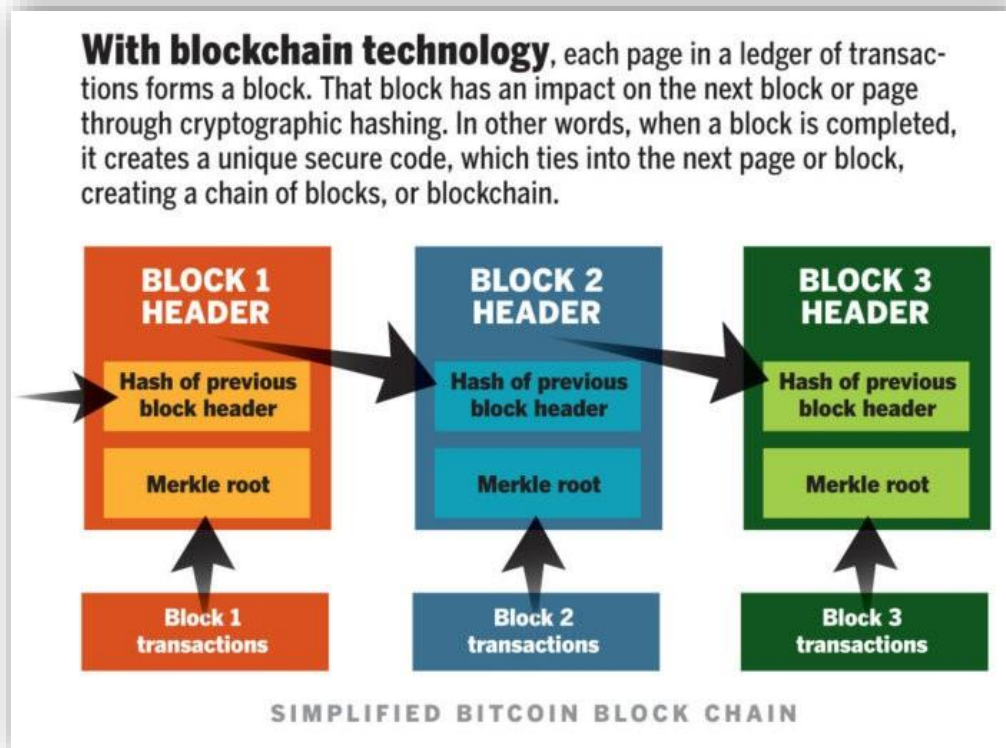 With blockchain technology, each page in a ledger of transac-
tions forms a block. That block has an impact on the next block or page
through cryptographic hashing. In other words, when a block is completed,
it creates a unique secure code, which ties into the next page or block,
creating a chain of blocks, or blockchain.
BLOCK 1
HEADER
Hash of previous
block header
Merkle root
Block 1
transactions
BLOCK 2
HEADER
Hash of previous
block header
Merkle root
Block 2
transactions
BLOCK 3
HEADER
Hash of previous
block header
Merkle root
Block 3
transactions
SIMPLIFIED BITCOIN BLOCK CHAIN